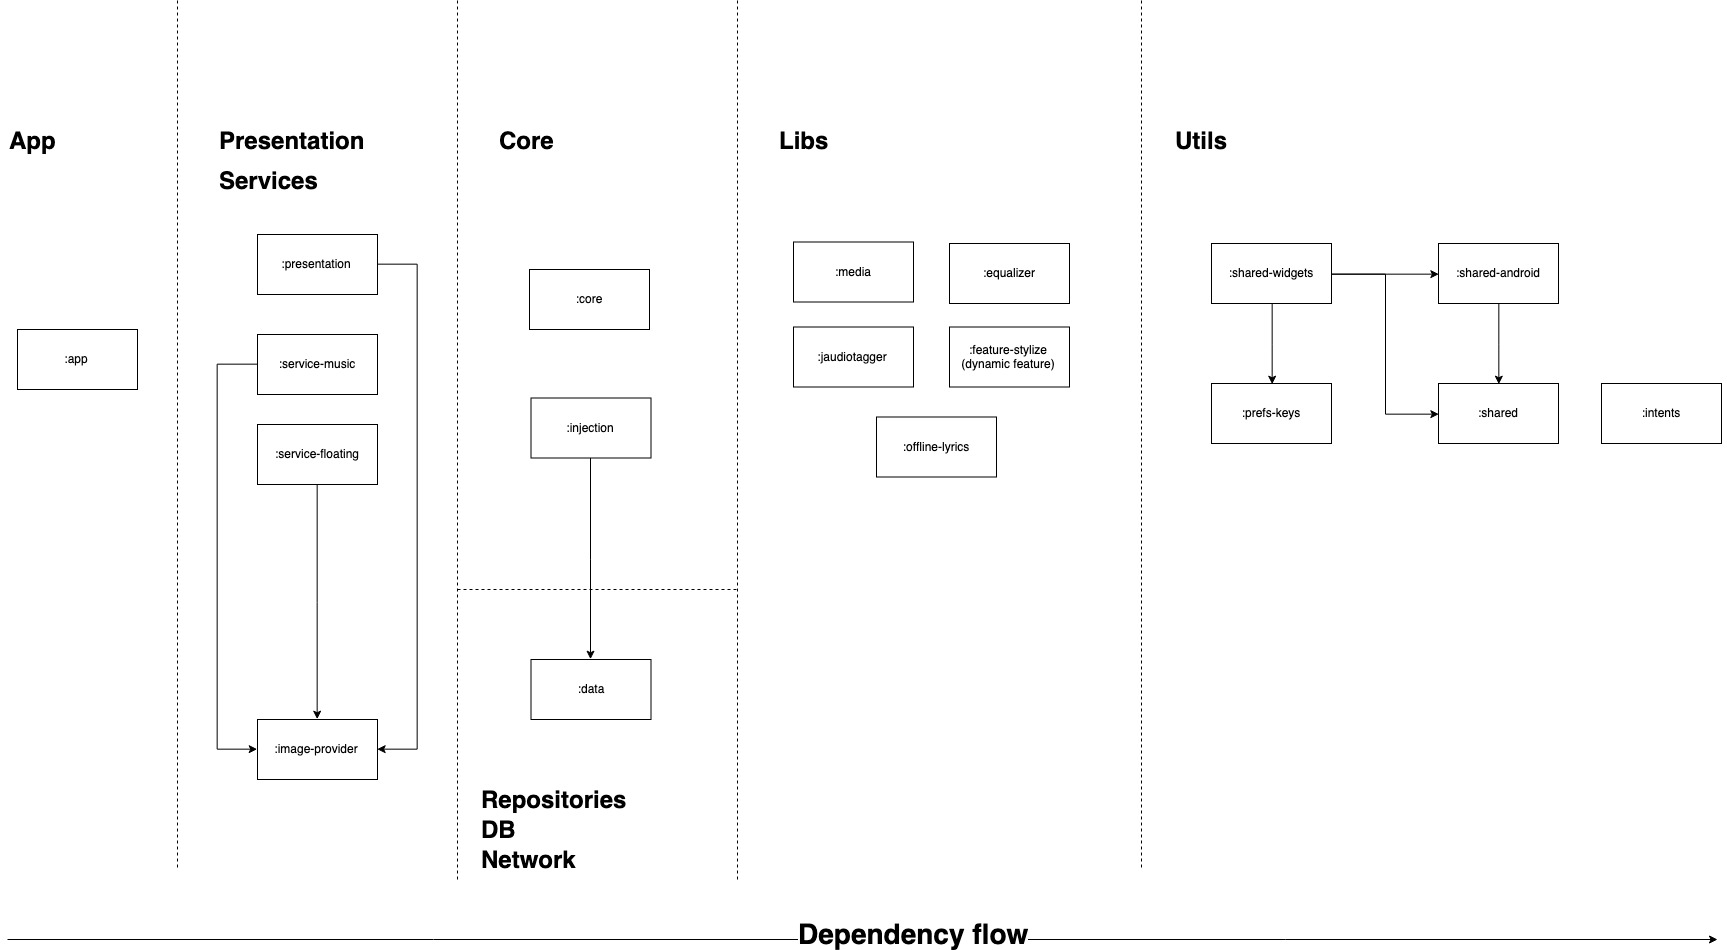 App
Presentation
Services
Core
Libs
Utils
:app
:presentation
:service-music
:service-floating
:image-provider
:core
:injection
:data
Repositories
DB
Network
:media
:equalizer
:jaudiotagger
:feature-stylize
(dynamic feature)
:offline-lyrics
:shared-widgets
:shared-android
:prefs-keys
:shared
:intents
Dependency flow